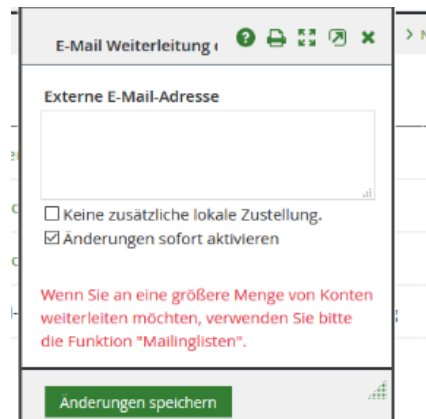 E-Mail Weiterleitung
Externe E-Mail-Adresse
Keine zusätzliche lokale Zustellung.
Änderungen sofort aktivieren
Wenn Sie an eine größere Menge von Konten
weiterleiten möchten, verwenden Sie bitte
die Funktion "Mailinglisten".
Änderungen speichern